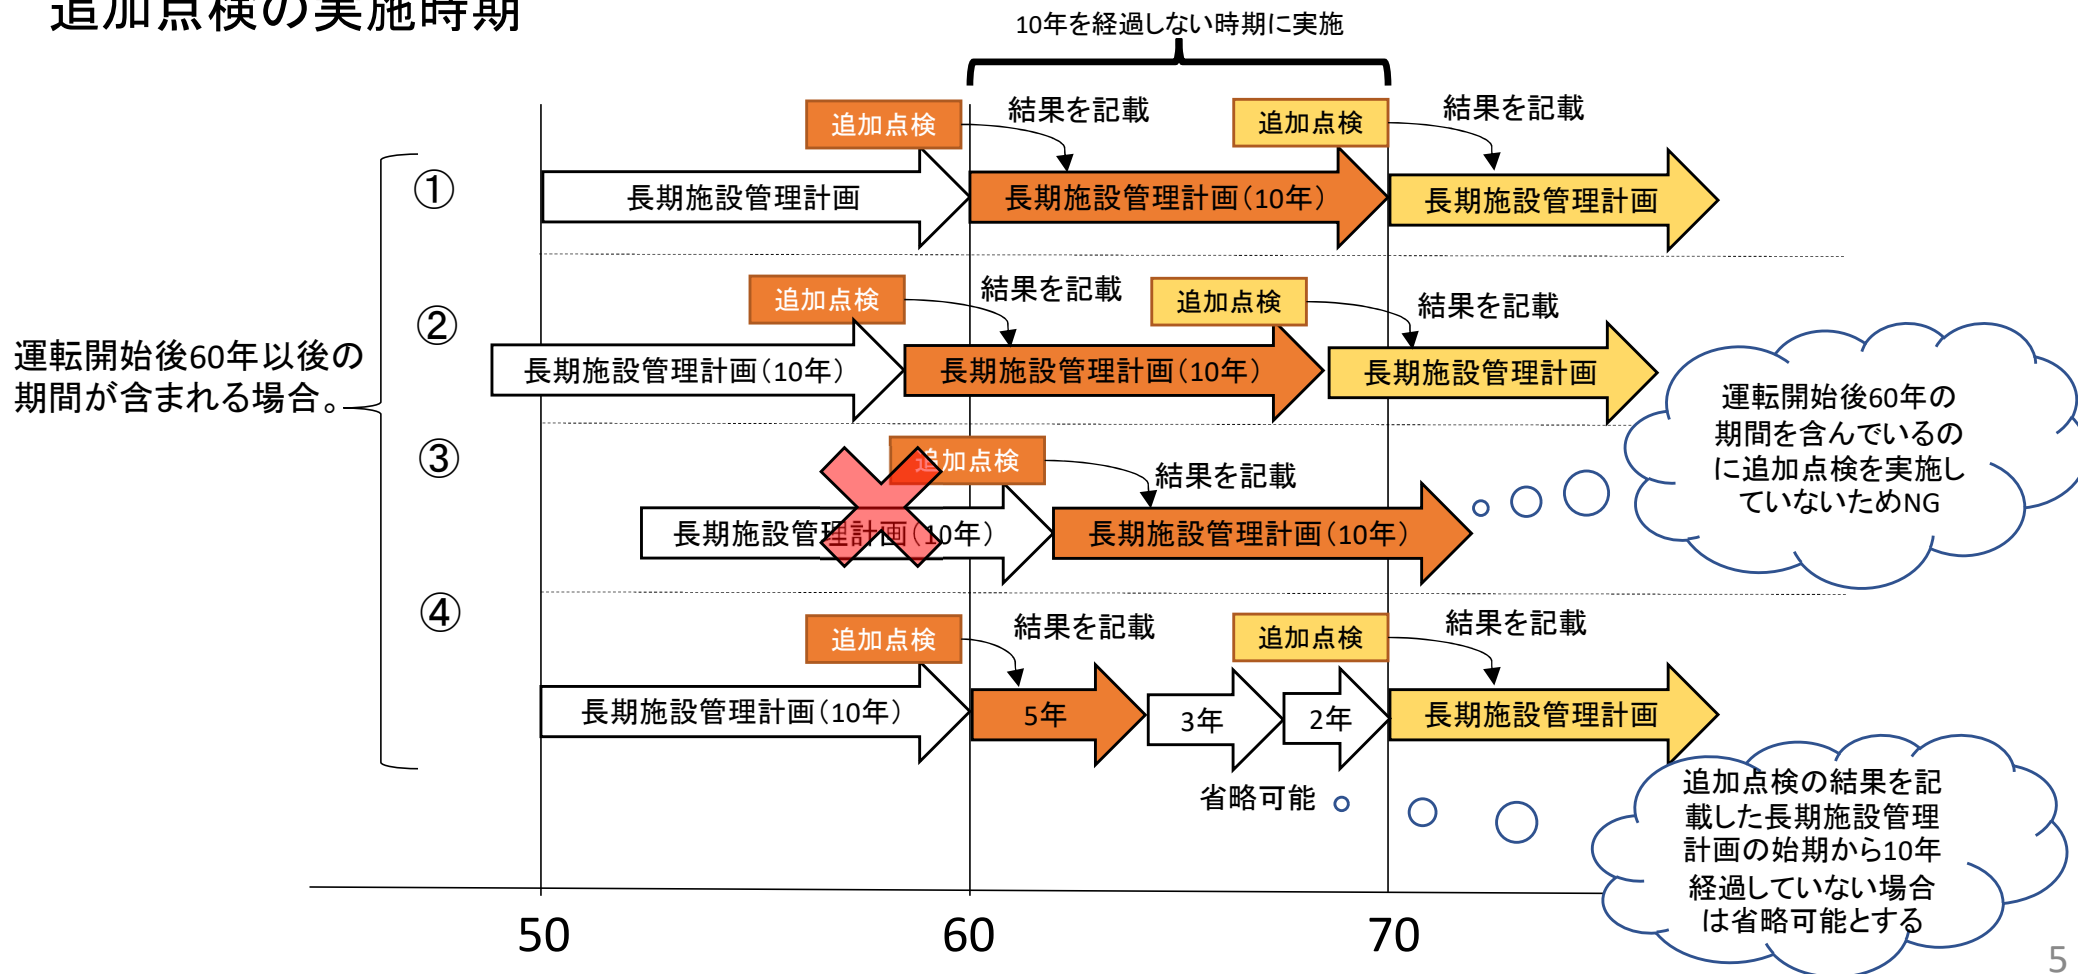 追加点検の実施時期
10年を経過しない時期に実施
運転開始後60年以後の
期間が含まれる場合。
①
追加点検
結果を記載
追加点検
結果を記載
長期施設管理計画
長期施設管理計画（10年）
長期施設管理計画
②
追加点検
結果を記載
追加点検
結果を記載
長期施設管理計画（10年）
長期施設管理計画（10年）
長期施設管理計画
③
追加点検
結果を記載
長期施設管理計画（10年）
長期施設管理計画（10年）
運転開始後60年の
期間を含んでいるの
に追加点検を実施し
ていないためNG
④
追加点検
結果を記載
追加点検
結果を記載
長期施設管理計画（10年）
5年
3年
2年
長期施設管理計画
省略可能
追加点検の結果を記
載した長期施設管理
計画の始期から10年
経過していない場合
は省略可能とする
50
60
70
5